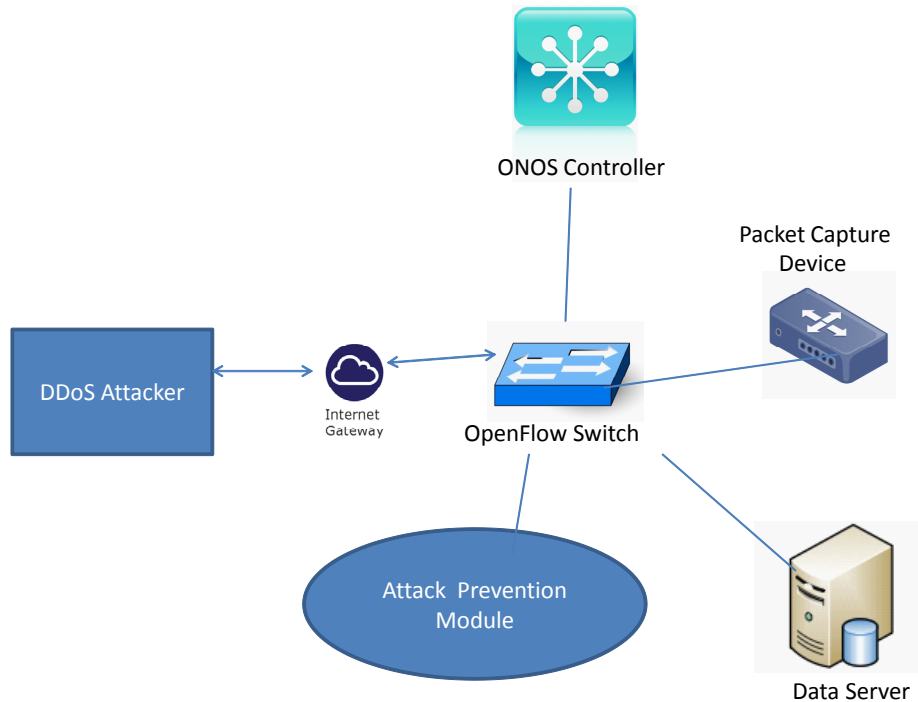 ONOS Controller
Packet Capture
Device
DDoS Attacker
Internet
Gateway
OpenFlow Switch
Attack Prevention
Module
Data Server